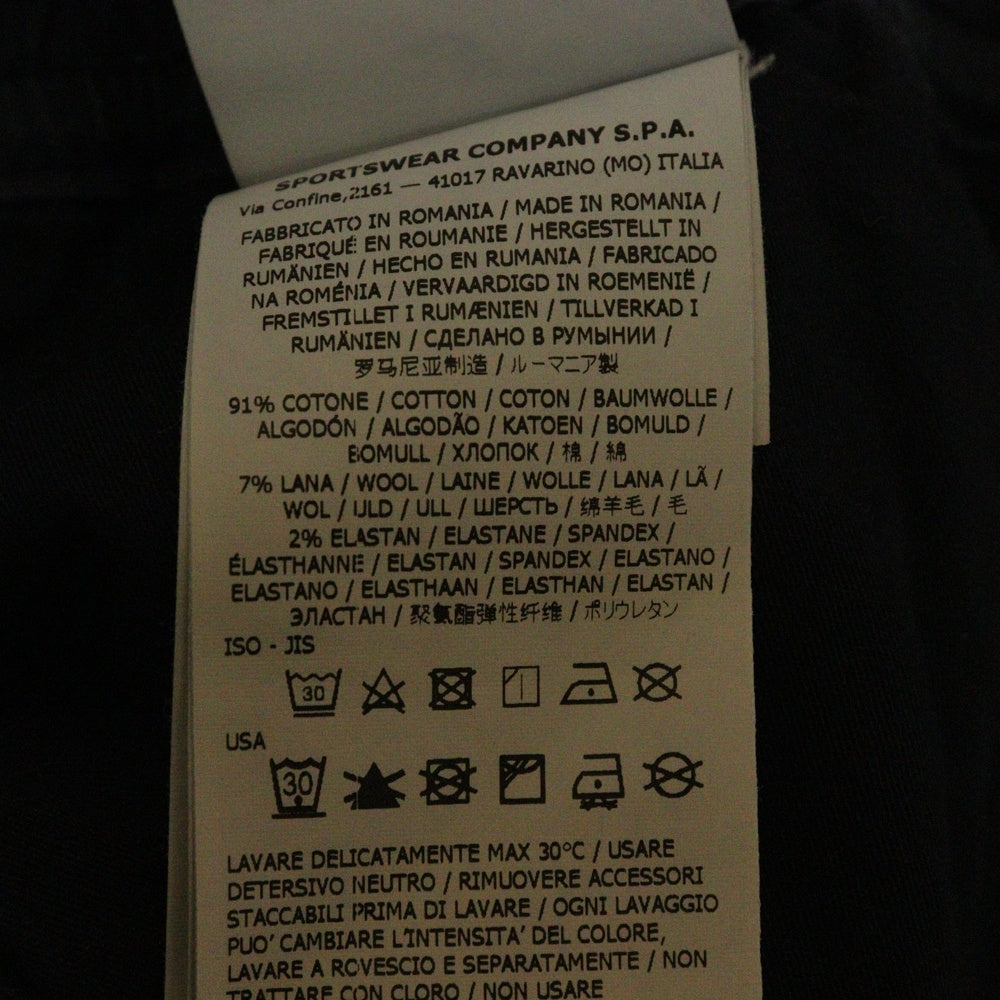 SPORTSWEAR COMPANY S.P.A.
Via Confine,2161 — 41017 RAVARINO (MO) ITALIA
FABBRICATO IN ROMANIA / MADE IN ROMANIA /
FABRIQUÉ EN ROUMANIE / HERGESTELLT IN
RUMÄNIEN / HECHO EN RUMANIA / FABRICADO
NA ROMÉNIA / VERVAARDIGD IN ROEMENIË /
FREMSTILLET I RUMÆNIEN / TILLVERKAD I
RUMÄNIEN / СДЕЛАНО В РУМЫНИИ /
罗马尼亚制造 / ルーマニア製
91% COTONE / COTTON / COTON / BAUMWOLLE /
ALGODÓN / ALGODÃO / KATOEN / BOMULD /
BOMULL / ХЛОПОК / 棉 / 綿
7% LANA / WOOL / LAINE / WOLLE / LANA / LÃ /
WOL / ULD / ULL / ШЕРСТЬ / 绵羊毛 / 毛
2% ELASTAN / ELASTANE / SPANDEX /
ÉLASTHANNE / ELASTAN / SPANDEX / ELASTANO /
ELASTANO / ELASTHAAN / ELASTHAN / ELASTAN /
ЭЛАСТАН / 聚氨酯弹性纤维 / ポリウレタン
ISO - JIS
30
USA
30
LAVARE DELICATAMENTE MAX 30°C / USARE
DETERSIVO NEUTRO / RIMUOVERE ACCESSORI
STACCABILI PRIMA DI LAVARE / OGNI LAVAGGIO
PUO' CAMBIARE L'INTENSITA' DEL COLORE,
LAVARE A ROVESCIO E SEPARATAMENTE / NON
TRATTARE CON CLORO / NON USARE